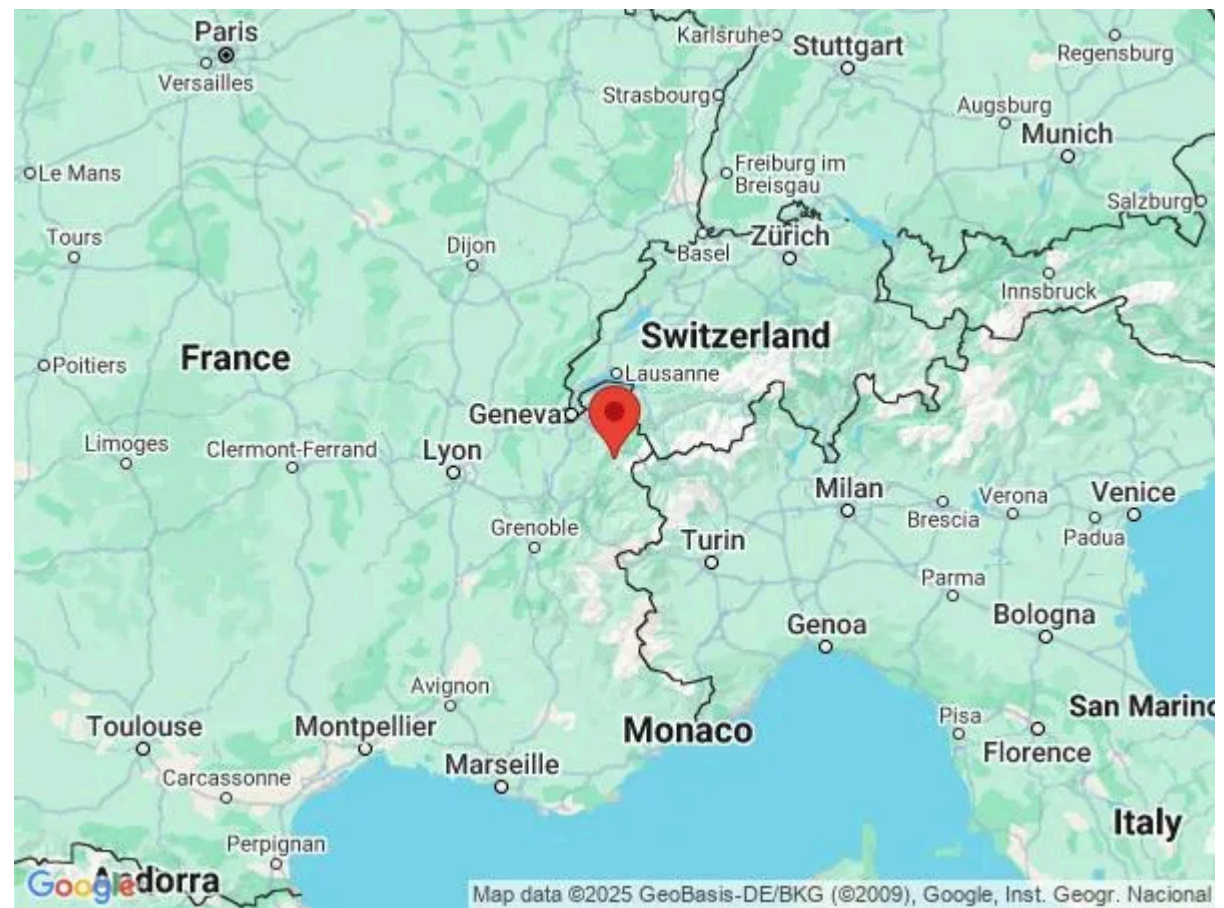 Paris
Versailles
Karlsruhe
Stuttgart
Regensburg
Strasbourg
Augsburg
Munich
Le Mans
Freiburg im
Breisgau
Salzburg
Tours
Dijon
Basel
Zürich
Innsbruck
Switzerland
France
Poitiers
Lausanne
Geneva
Limoges
Clermont-Ferrand
Lyon
Milan
Brescia
Verona
Venice
Padua
Grenoble
Turin
Parma
Genoa
Bologna
Avignon
Toulouse
Montpellier
Monaco
Pisa
San Marino
Florence
Marseille
Carcassonne
Italy
Perpignan
Andorra
Google
Map data ©2025 GeoBasis-DE/BKG (©2009), Google, Inst. Geogr. Nacional